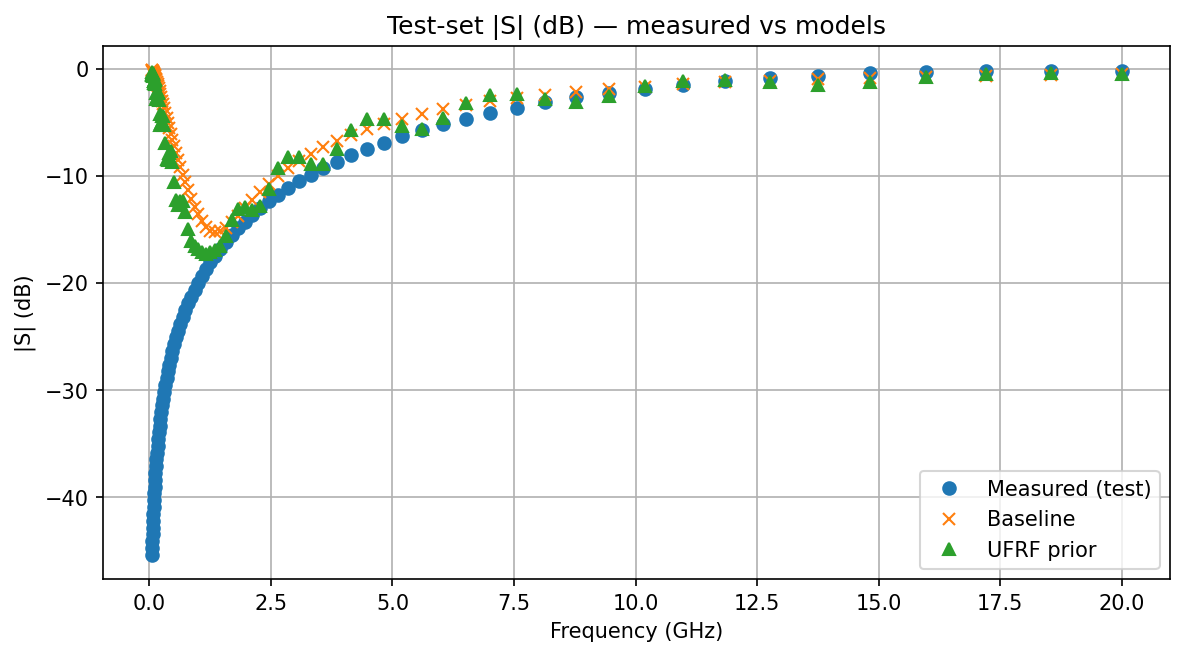 Test-set |S| (dB) — measured vs models
|S| (dB)
0
−10
−20
−30
−40
0.0
2.5
5.0
7.5
10.0
12.5
15.0
17.5
20.0
Frequency (GHz)
Measured (test)
Baseline
UFRF prior